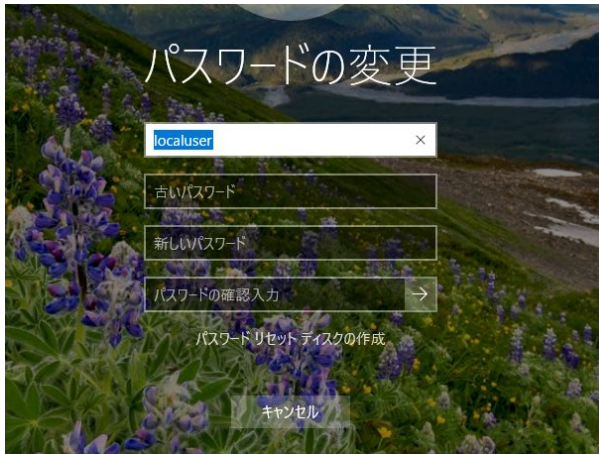 パスワードの変更
localuser
古いパスワード
新しいパスワード
パスワードの確認入力
パスワード リセット ディスクの作成
キャンセル